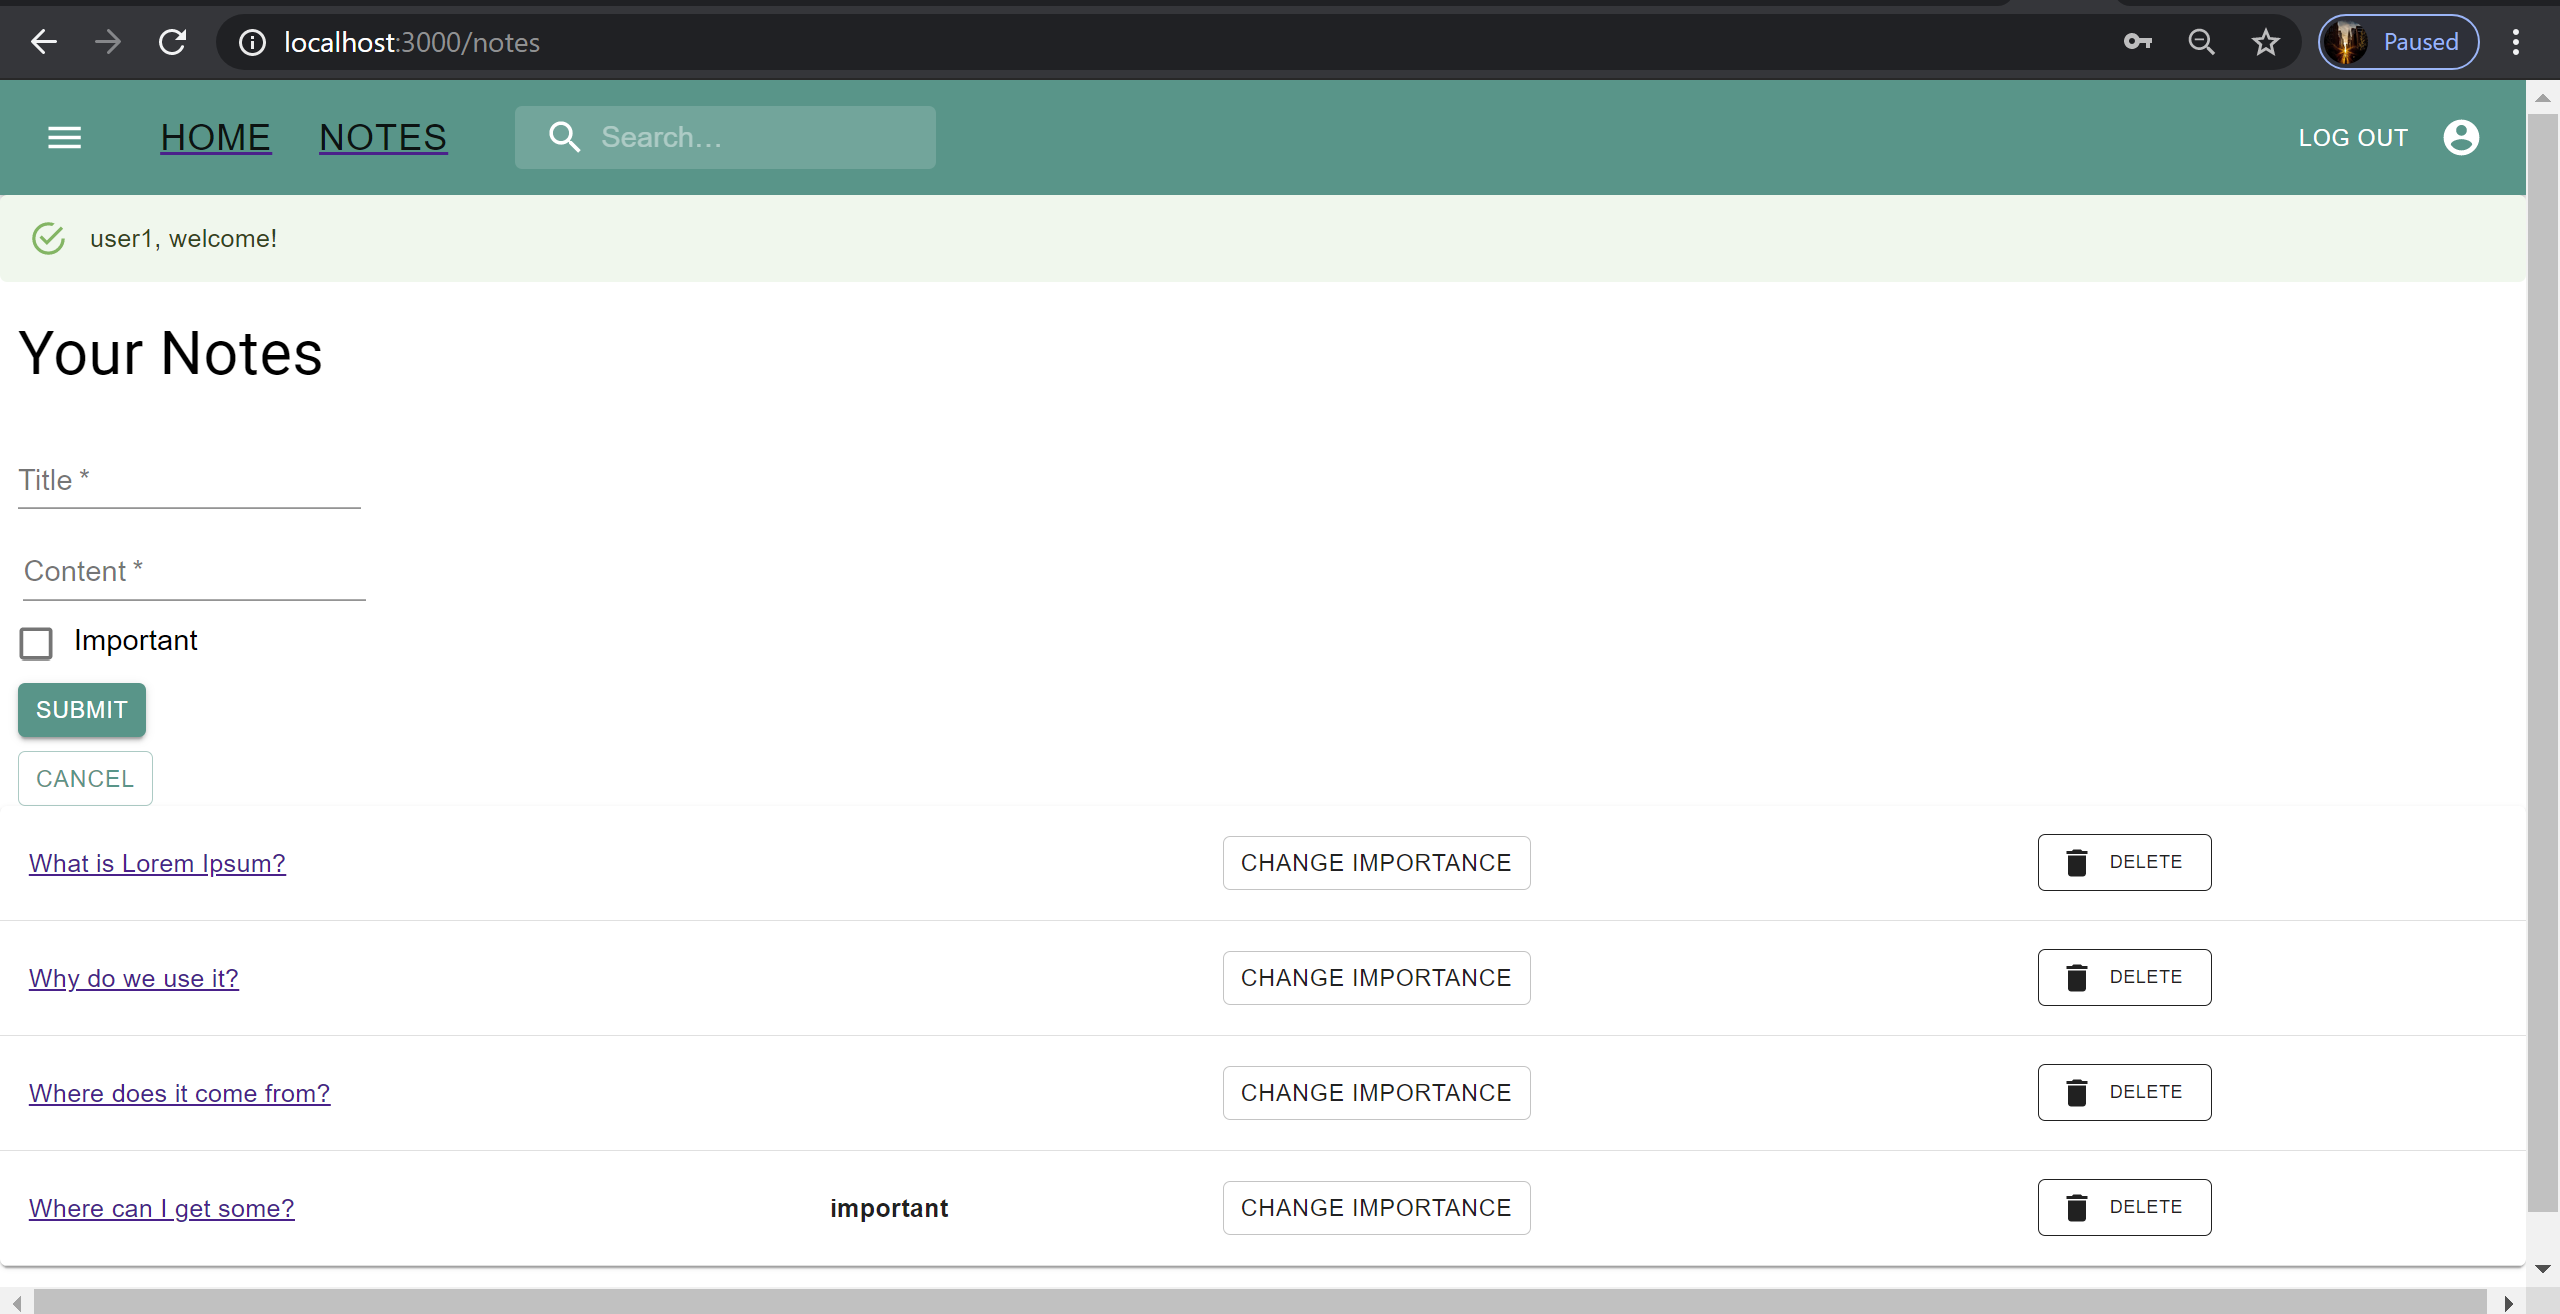 localhost:3000/notes
Paused
HOME NOTES Search... LOG OUT
user1, welcome!
Your Notes
Title *
Content *
Important
SUBMIT
CANCEL
What is Lorem Ipsum? CHANGE IMPORTANCE DELETE
Why do we use it? CHANGE IMPORTANCE DELETE
Where does it come from? CHANGE IMPORTANCE DELETE
Where can I get some? important CHANGE IMPORTANCE DELETE